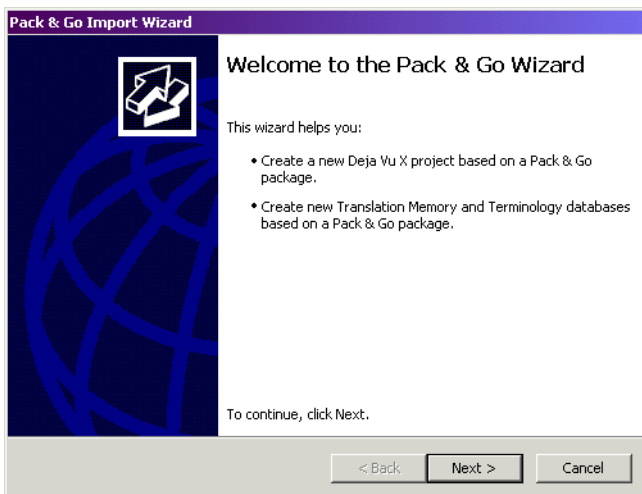 Pack & Go Import Wizard
Welcome to the Pack & Go Wizard
This wizard helps you:
• Create a new Deja Vu X project based on a Pack & Go
package.
• Create new Translation Memory and Terminology databases
based on a Pack & Go package.
To continue, click Next.
< Back Next > Cancel